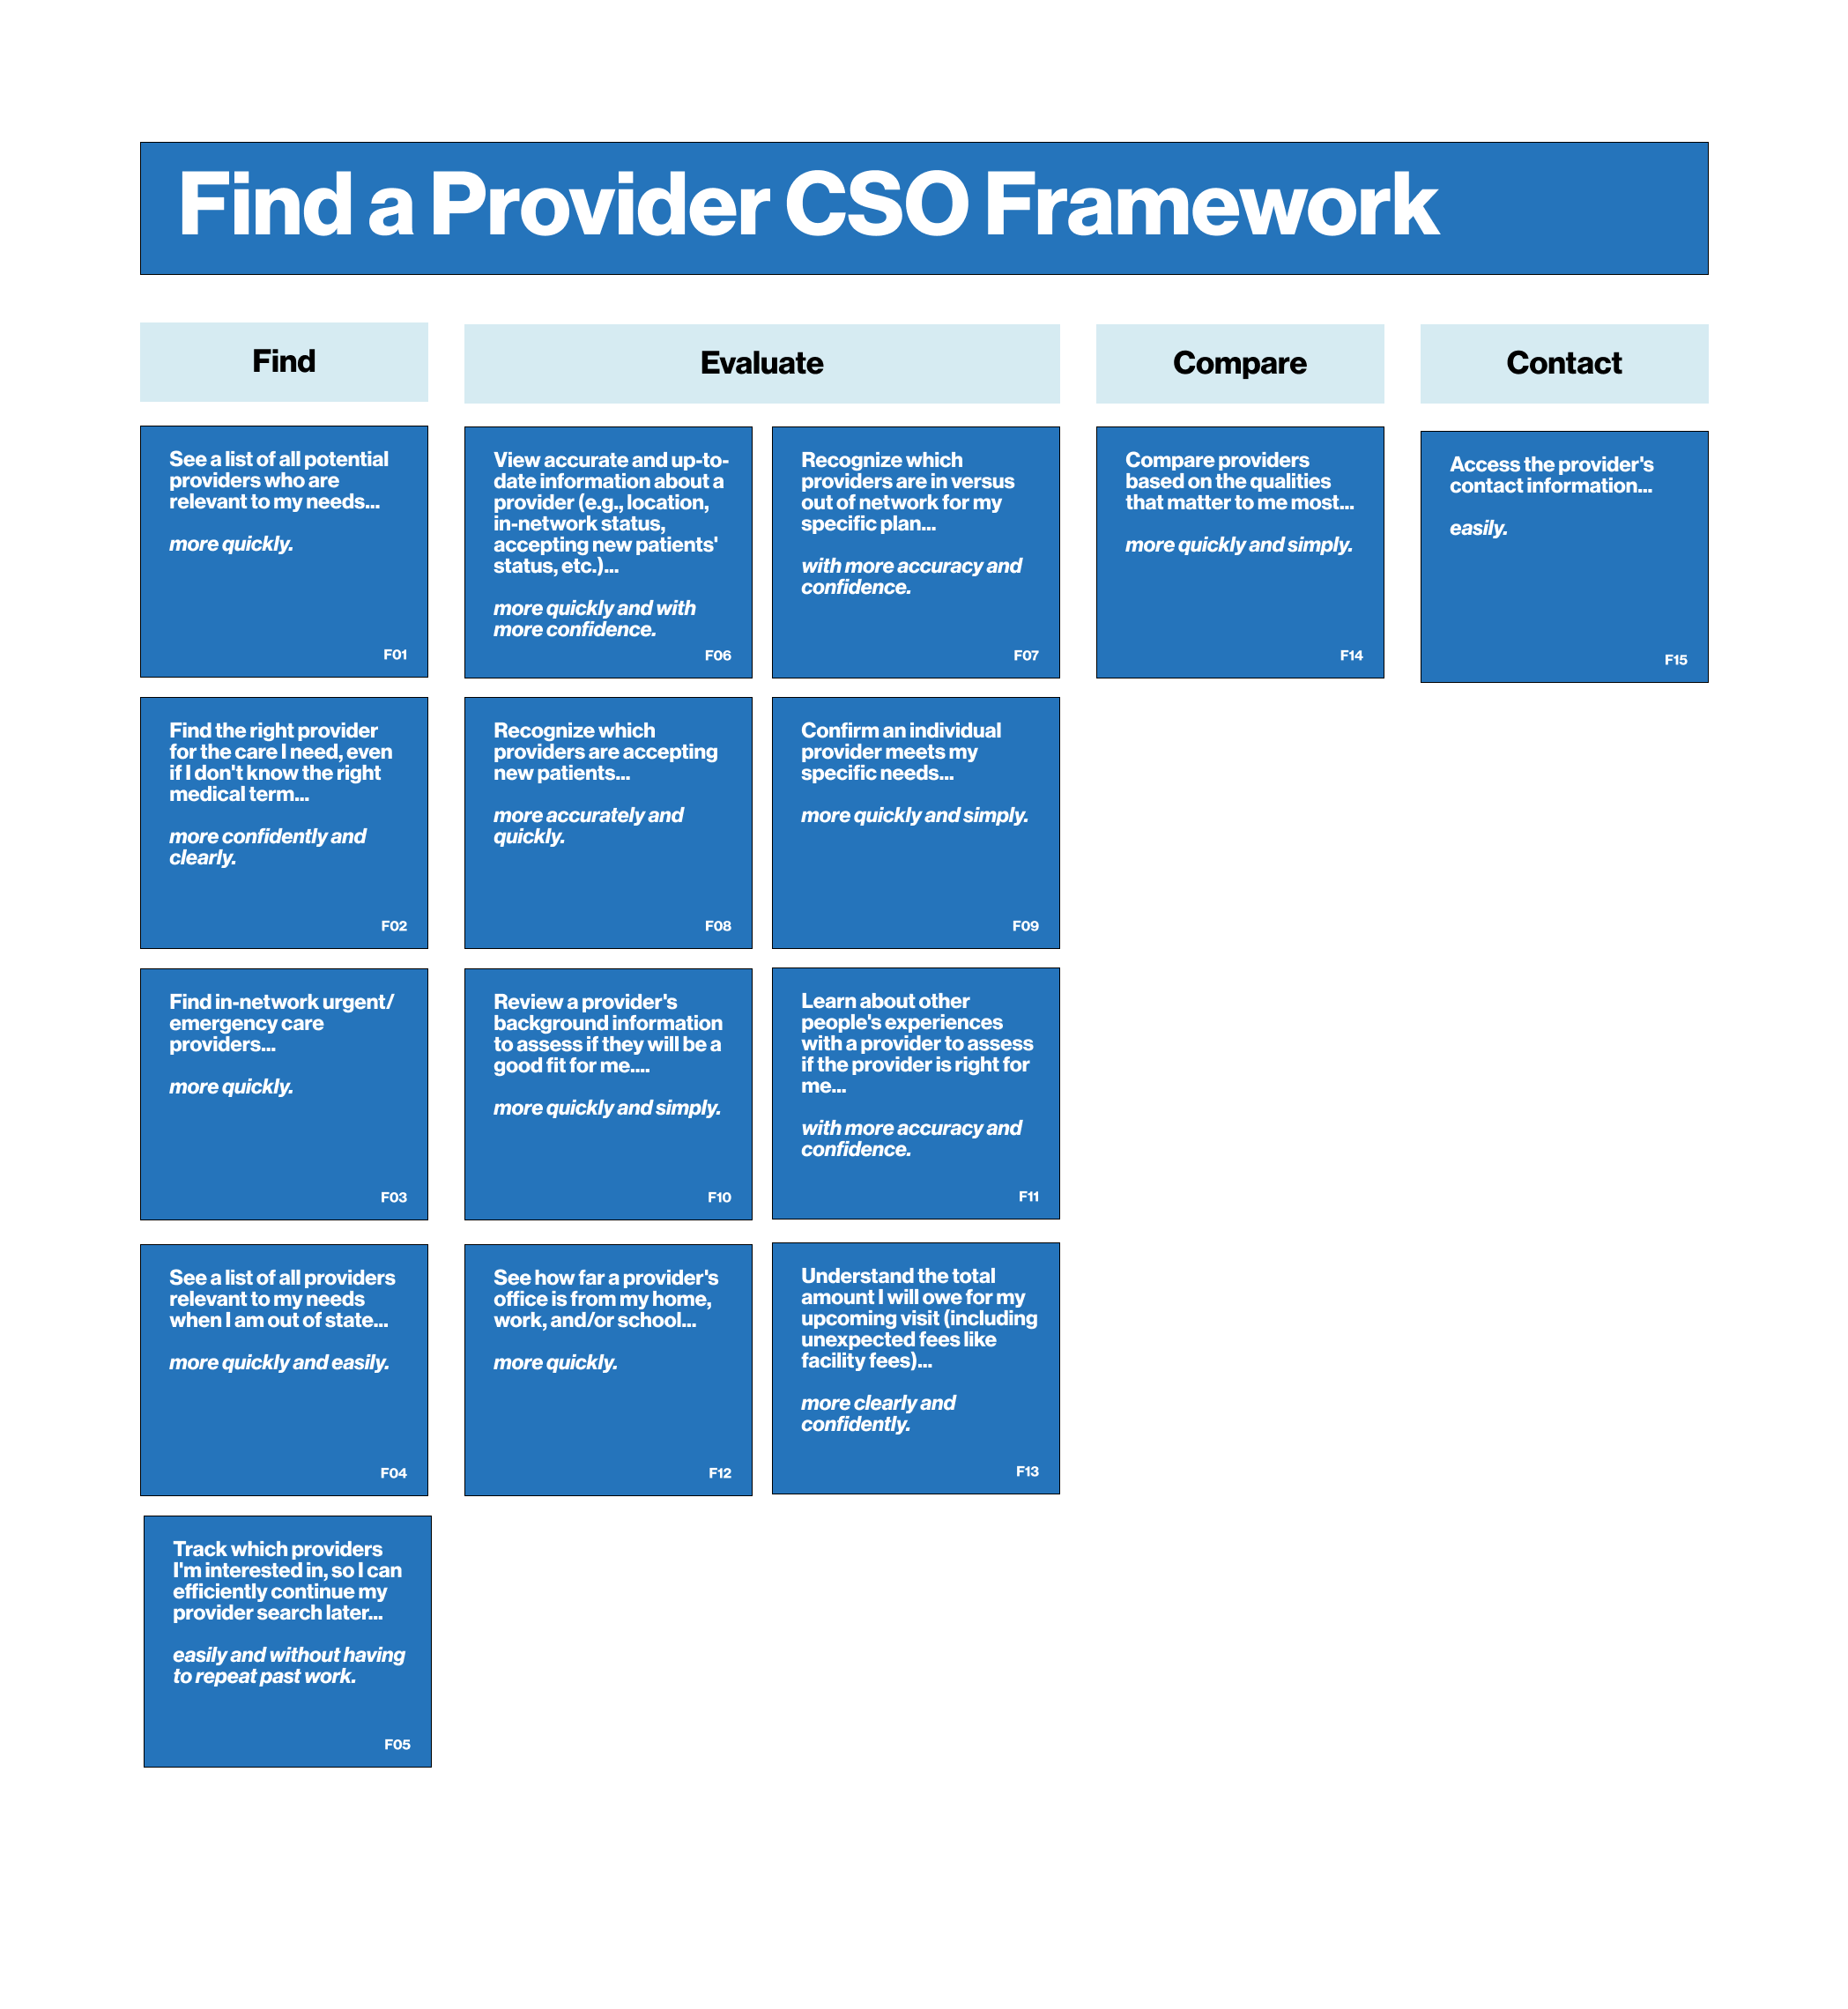 Find a Provider CSO Framework
Find
Evaluate
Compare
Contact
See a list of all potential
providers who are
relevant to my needs...
more quickly.
F01
View accurate and up-to-
date information about a
provider (e.g., location,
in-network status,
accepting new patients'
status, etc.)...
more quickly and with
more confidence.
F06
Recognize which
providers are in versus
out of network for my
specific plan...
with more accuracy and
confidence.
F07
Compare providers
based on the qualities
that matter to me most...
more quickly and simply.
F14
Access the provider's
contact information...
easily.
F15
Find the right provider
for the care I need, even
if I don't know the right
medical term...
more confidently and
clearly.
F02
Recognize which
providers are accepting
new patients...
more accurately and
quickly.
F08
Confirm an individual
provider meets my
specific needs...
more quickly and simply.
F09
Find in-network urgent/
emergency care
providers...
more quickly.
F03
Review a provider's
background information
to assess if they will be a
good fit for me....
more quickly and simply.
F10
Learn about other
people's experiences
with a provider to assess
if the provider is right for
me...
with more accuracy and
confidence.
F11
See a list of all providers
relevant to my needs
when I am out of state...
more quickly and easily.
F04
See how far a provider's
office is from my home,
work, and/or school...
more quickly.
F12
Understand the total
amount I will owe for my
upcoming visit (including
unexpected fees like
facility fees)...
more clearly and
confidently.
F13
Track which providers
I'm interested in, so I can
efficiently continue my
provider search later...
easily and without having
to repeat past work.
F05